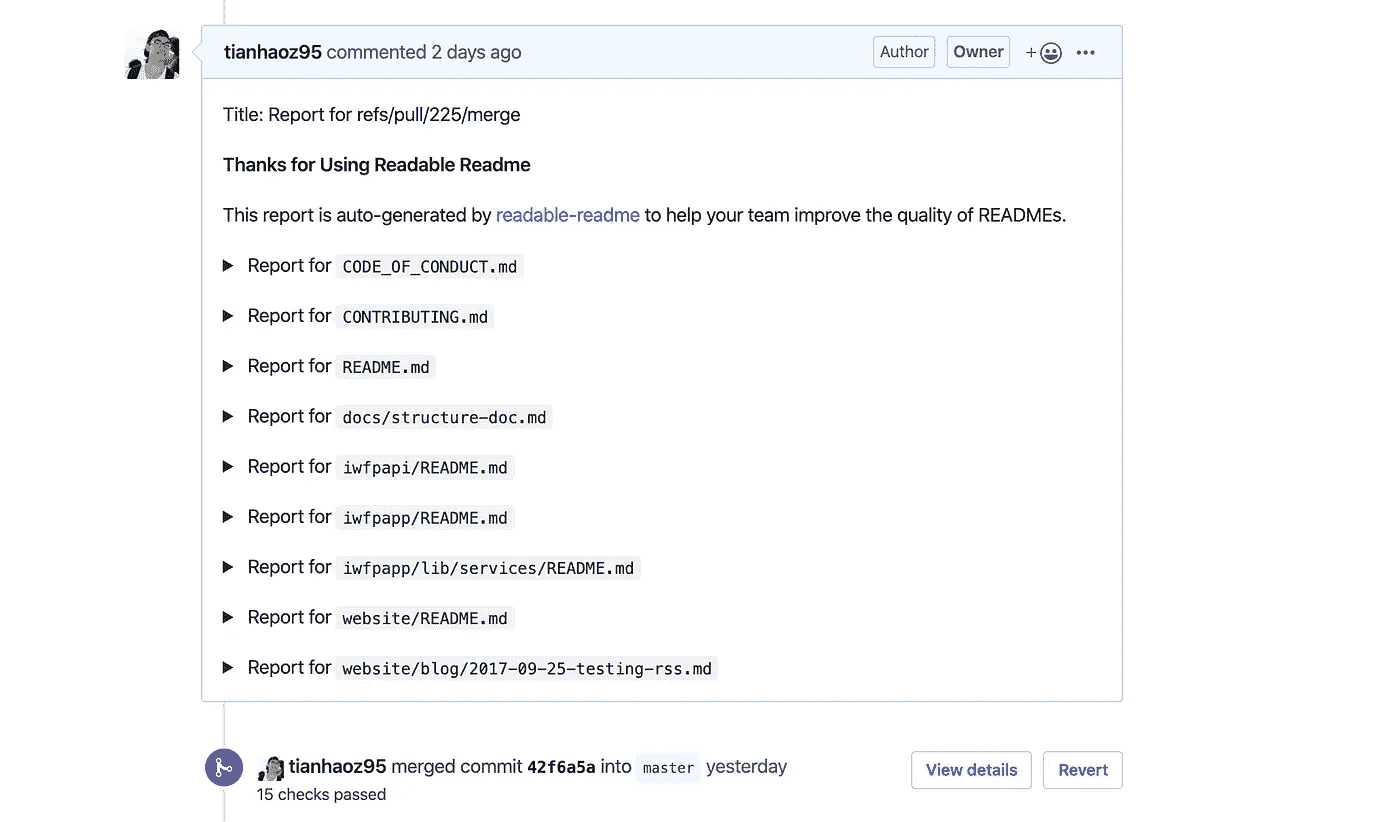 tianhaoz95 commented 2 days ago Author Owner
Title: Report for refs/pull/225/merge
Thanks for Using Readable Readme
This report is auto-generated by readable-readme to help your team improve the quality of READMEs.
Report for CODE_OF_CONDUCT.md
Report for CONTRIBUTING.md
Report for README.md
Report for docs/structure-doc.md
Report for iwfpapi/README.md
Report for iwfpapp/README.md
Report for iwfpapp/lib/services/README.md
Report for website/README.md
Report for website/blog/2017-09-25-testing-rss.md
tianhaoz95 merged commit 42f6a5a into master yesterday View details Revert
15 checks passed